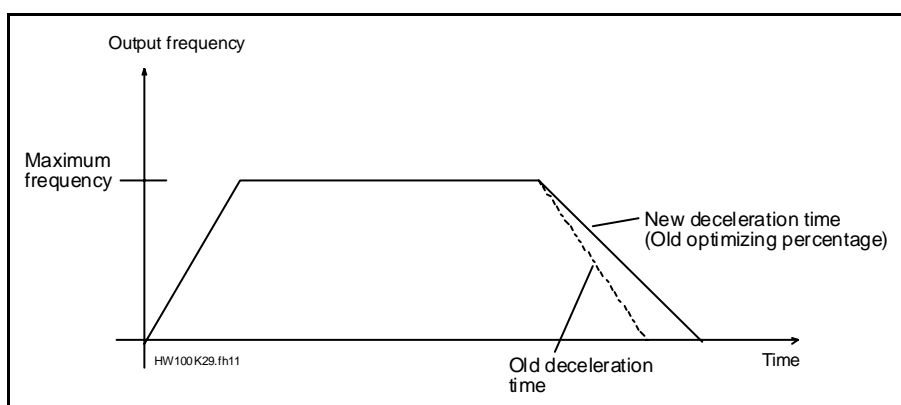 Output frequency
Maximum
frequency
New deceleration time
(Old optimizing percentage)
Old deceleration
time
Time
HW100K29.fh11